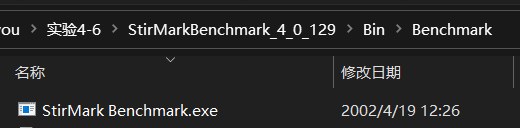 you > 实验4-6 > StirMarkBenchmark_4_0_129 > Bin > Benchmark
名称 修改日期
StirMark Benchmark.exe 2002/4/19 12:26